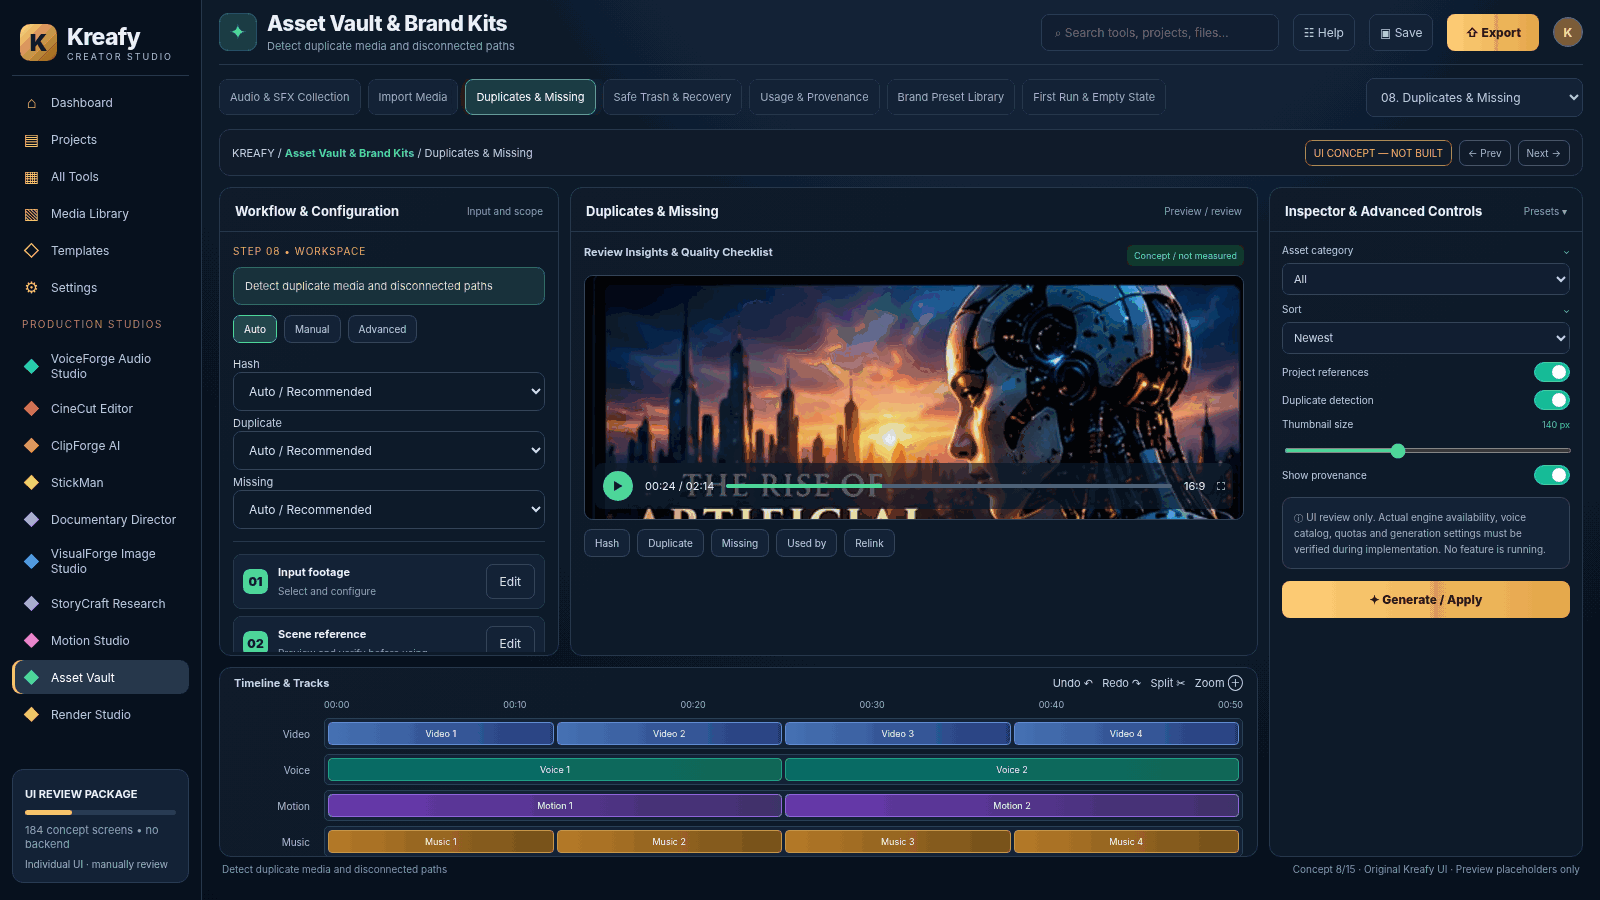 K
Kreafy
CREATOR STUDIO
Dashboard
Projects
All Tools
Media Library
Templates
Settings
PRODUCTION STUDIOS
VoiceForge Audio
Studio
CineCut Editor
ClipForge AI
StickMan
Documentary Director
VisualForge Image
Studio
StoryCraft Research
Motion Studio
Asset Vault
Render Studio
UI REVIEW PACKAGE
184 concept screens • no
backend
Individual UI · manually review
Asset Vault & Brand Kits
Detect duplicate media and disconnected paths
Search tools, projects, files...
Help
Save
Export
K
Audio & SFX Collection
Import Media
Duplicates & Missing
Safe Trash & Recovery
Usage & Provenance
Brand Preset Library
First Run & Empty State
08. Duplicates & Missing
KREAFY / Asset Vault & Brand Kits / Duplicates & Missing
UI CONCEPT — NOT BUILT
← Prev
Next →
Workflow & Configuration
Input and scope
STEP 08 • WORKSPACE
Detect duplicate media and disconnected paths
Auto
Manual
Advanced
Hash
Auto / Recommended
Duplicate
Auto / Recommended
Missing
Auto / Recommended
01
Input footage
Select and configure
Edit
02
Scene reference
Preview and verify before using
Edit
Duplicates & Missing
Preview / review
Review Insights & Quality Checklist
Concept / not measured
THE RISE OF
ARTIFICIAL
00:24 / 02:14
16:9
Hash
Duplicate
Missing
Used by
Relink
Inspector & Advanced Controls
Presets ▾
Asset category
All
Sort
Newest
Project references
Duplicate detection
Thumbnail size
140 px
Show provenance
ⓘ UI review only. Actual engine availability, voice
catalog, quotas and generation settings must be
verified during implementation. No feature is running.
✦ Generate / Apply
Timeline & Tracks
Undo ↶
Redo ↷
Split ✂
Zoom ⊕
00:00
00:10
00:20
00:30
00:40
00:50
Video
Video 1
Video 2
Video 3
Video 4
Voice
Voice 1
Voice 2
Motion
Motion 1
Motion 2
Music
Music 1
Music 2
Music 3
Music 4
Detect duplicate media and disconnected paths
Concept 8/15 · Original Kreafy UI · Preview placeholders only